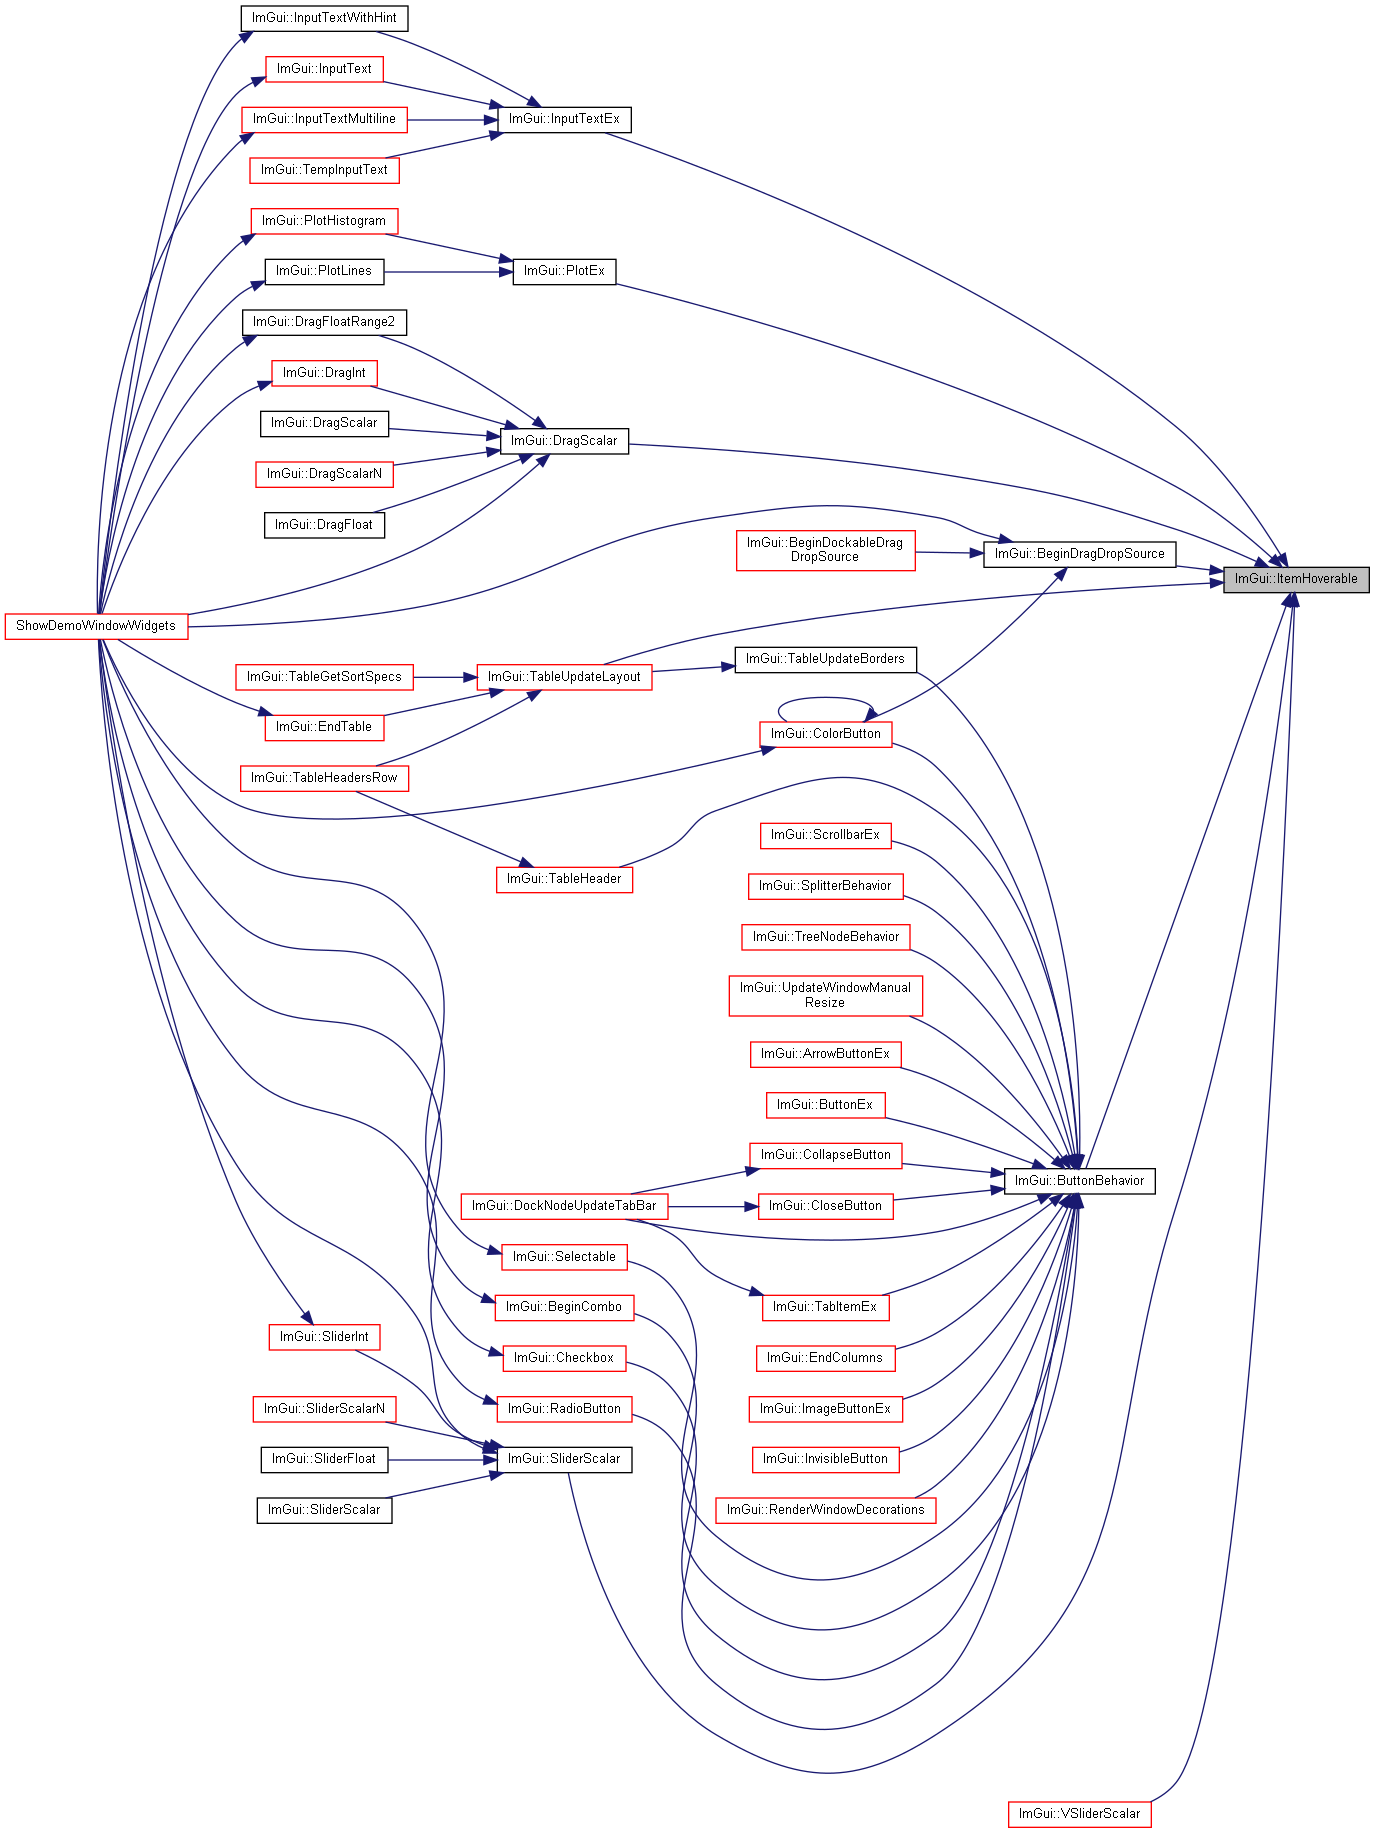 ImGui::InputTextWithHint
ImGui::InputText
ImGui::InputTextMultiline
ImGui::InputTextEx
ImGui::TempInputText
ImGui::PlotHistogram
ImGui::PlotLines
ImGui::PlotEx
ImGui::DragFloatRange2
ImGui::DragInt
ImGui::DragScalar
ImGui::DragScalar
ImGui::DragScalarN
ImGui::DragFloat
ImGui::BeginDockableDrag
DropSource
ImGui::BeginDragDropSource
ImGui::ItemHoverable
ShowDemoWindowWidgets
ImGui::TableUpdateBorders
ImGui::TableGetSortSpecs
ImGui::TableUpdateLayout
ImGui::EndTable
ImGui::ColorButton
ImGui::TableHeadersRow
ImGui::ScrollbarEx
ImGui::TableHeader
ImGui::SplitterBehavior
ImGui::TreeNodeBehavior
ImGui::UpdateWindowManual
Resize
ImGui::ArrowButtonEx
ImGui::ButtonEx
ImGui::CollapseButton
ImGui::ButtonBehavior
ImGui::DockNodeUpdateTabBar
ImGui::CloseButton
ImGui::Selectable
ImGui::BeginCombo
ImGui::TabItemEx
ImGui::SliderInt
ImGui::Checkbox
ImGui::EndColumns
ImGui::SliderScalarN
ImGui::RadioButton
ImGui::ImageButtonEx
ImGui::SliderFloat
ImGui::SliderScalar
ImGui::InvisibleButton
ImGui::SliderScalar
ImGui::RenderWindowDecorations
ImGui::VSliderScalar